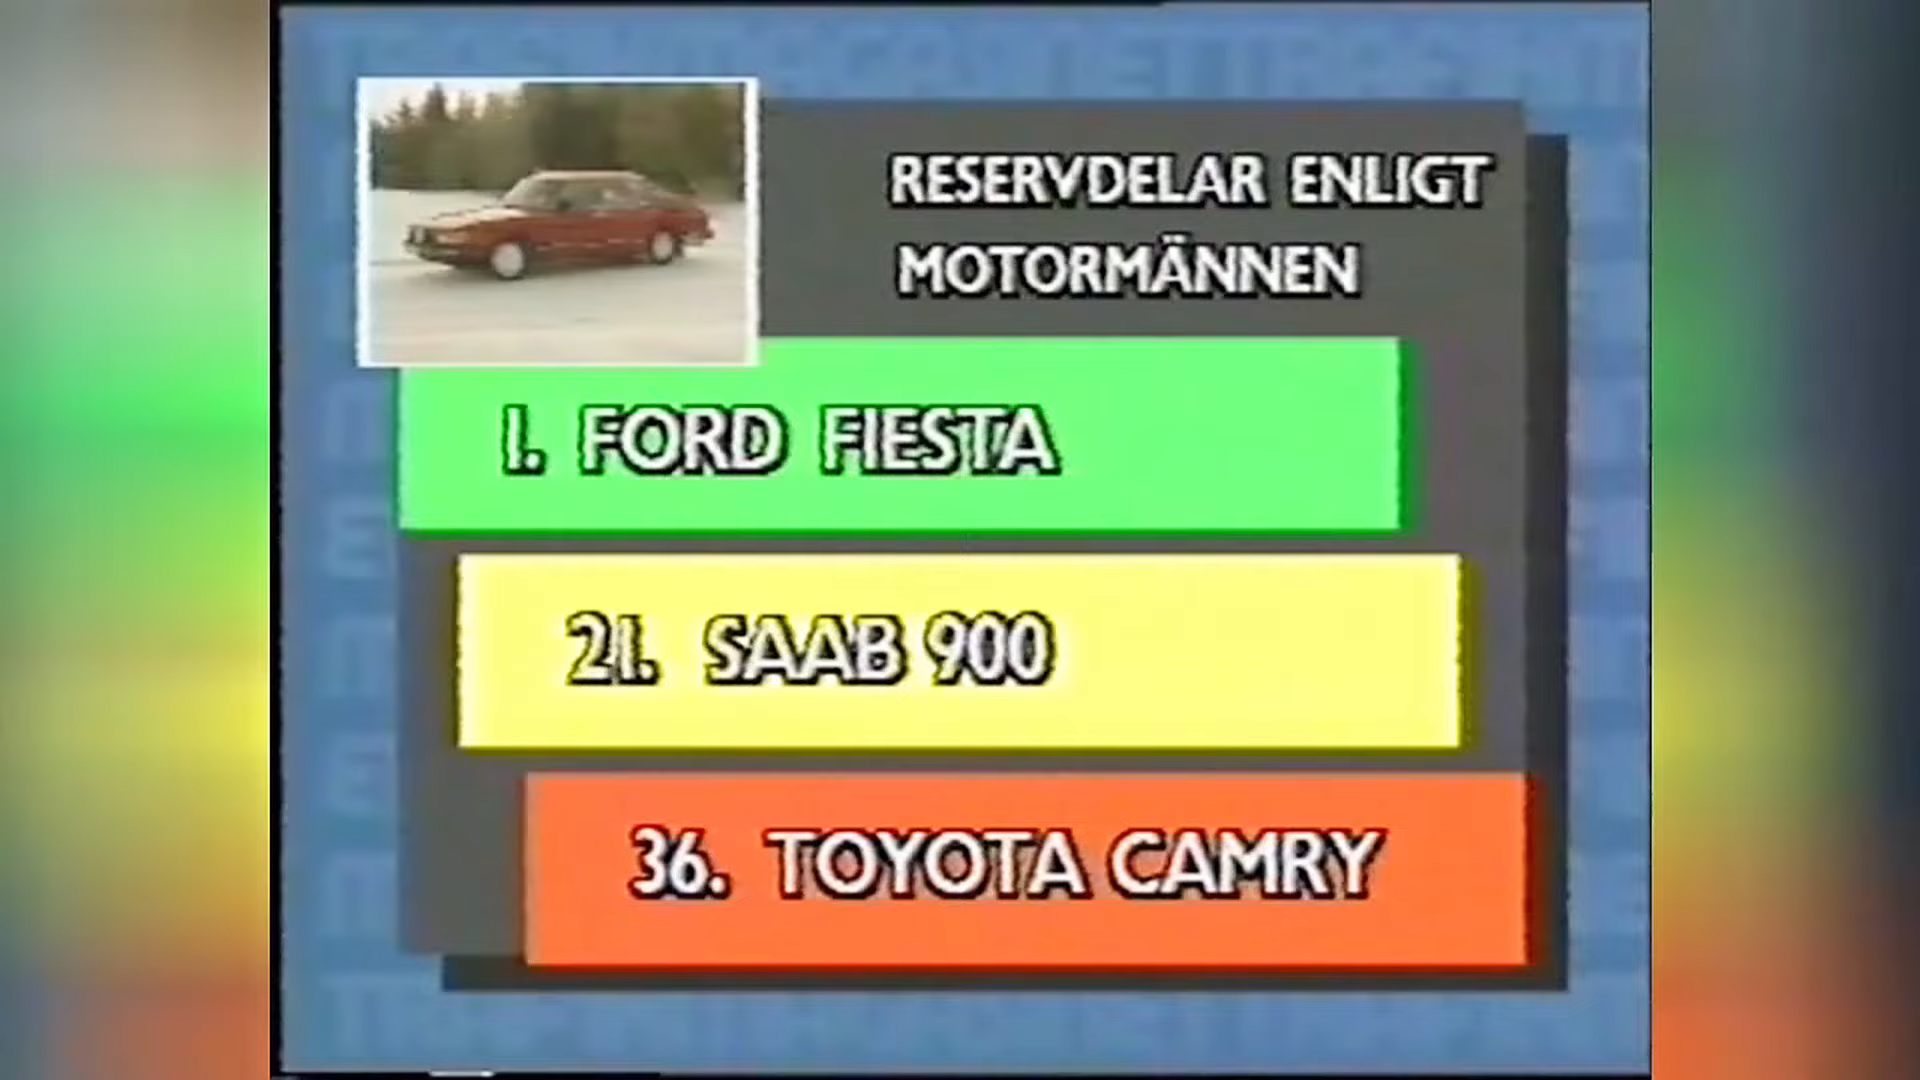 RESERVDELAR ENLIGT
MOTORMÄNNEN
1. FORD FIESTA
21. SAAB 900
36. TOYOTA CAMRY